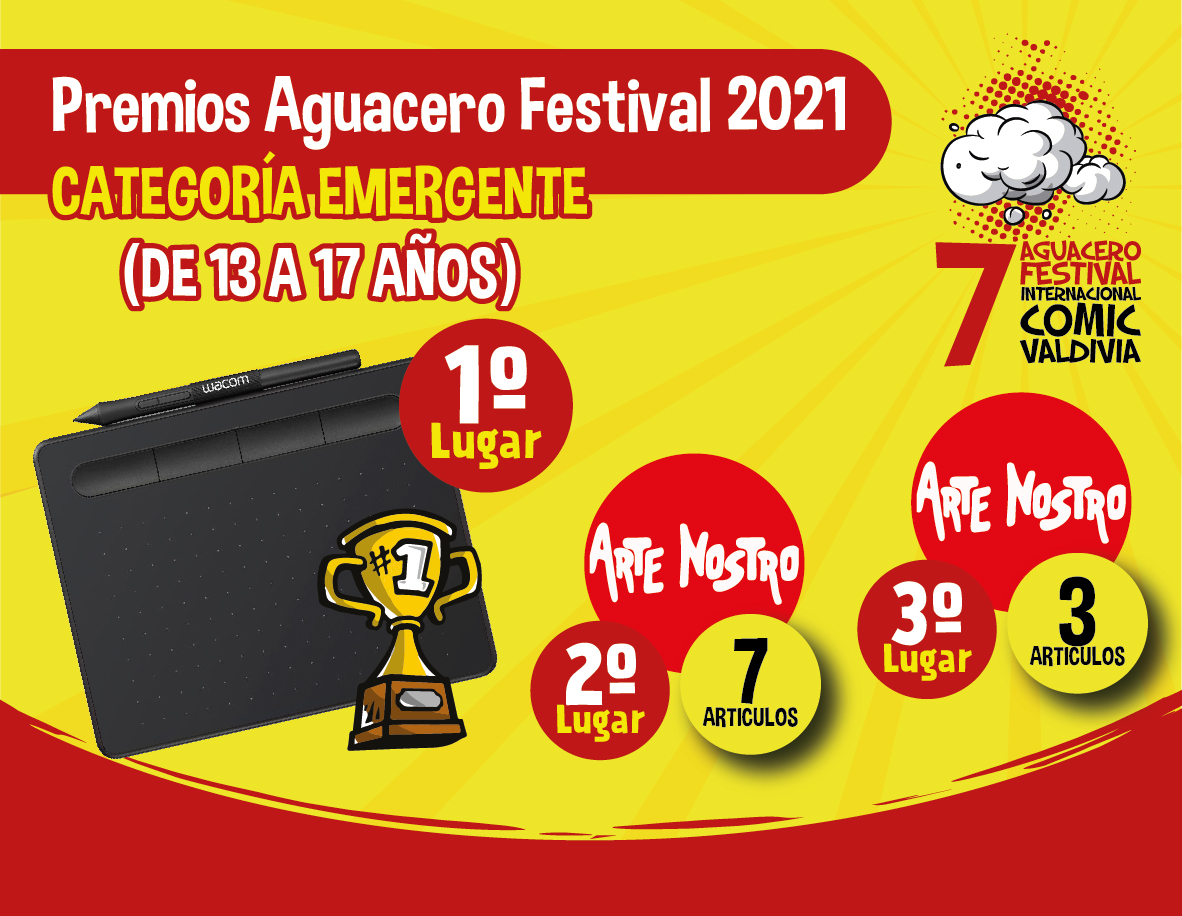 Premios Aguacero Festival 2021
CATEGORÍA EMERGENTE
(DE 13 A 17 AÑOS)
7
AGUACERO
FESTIVAL
INTERNACIONAL
COMIC
VALDIVIA
wacom
1º
Lugar
#1
ARTE NOSTRO
2º
Lugar
7
ARTICULOS
ARTE NOSTRO
3º
Lugar
3
ARTICULOS